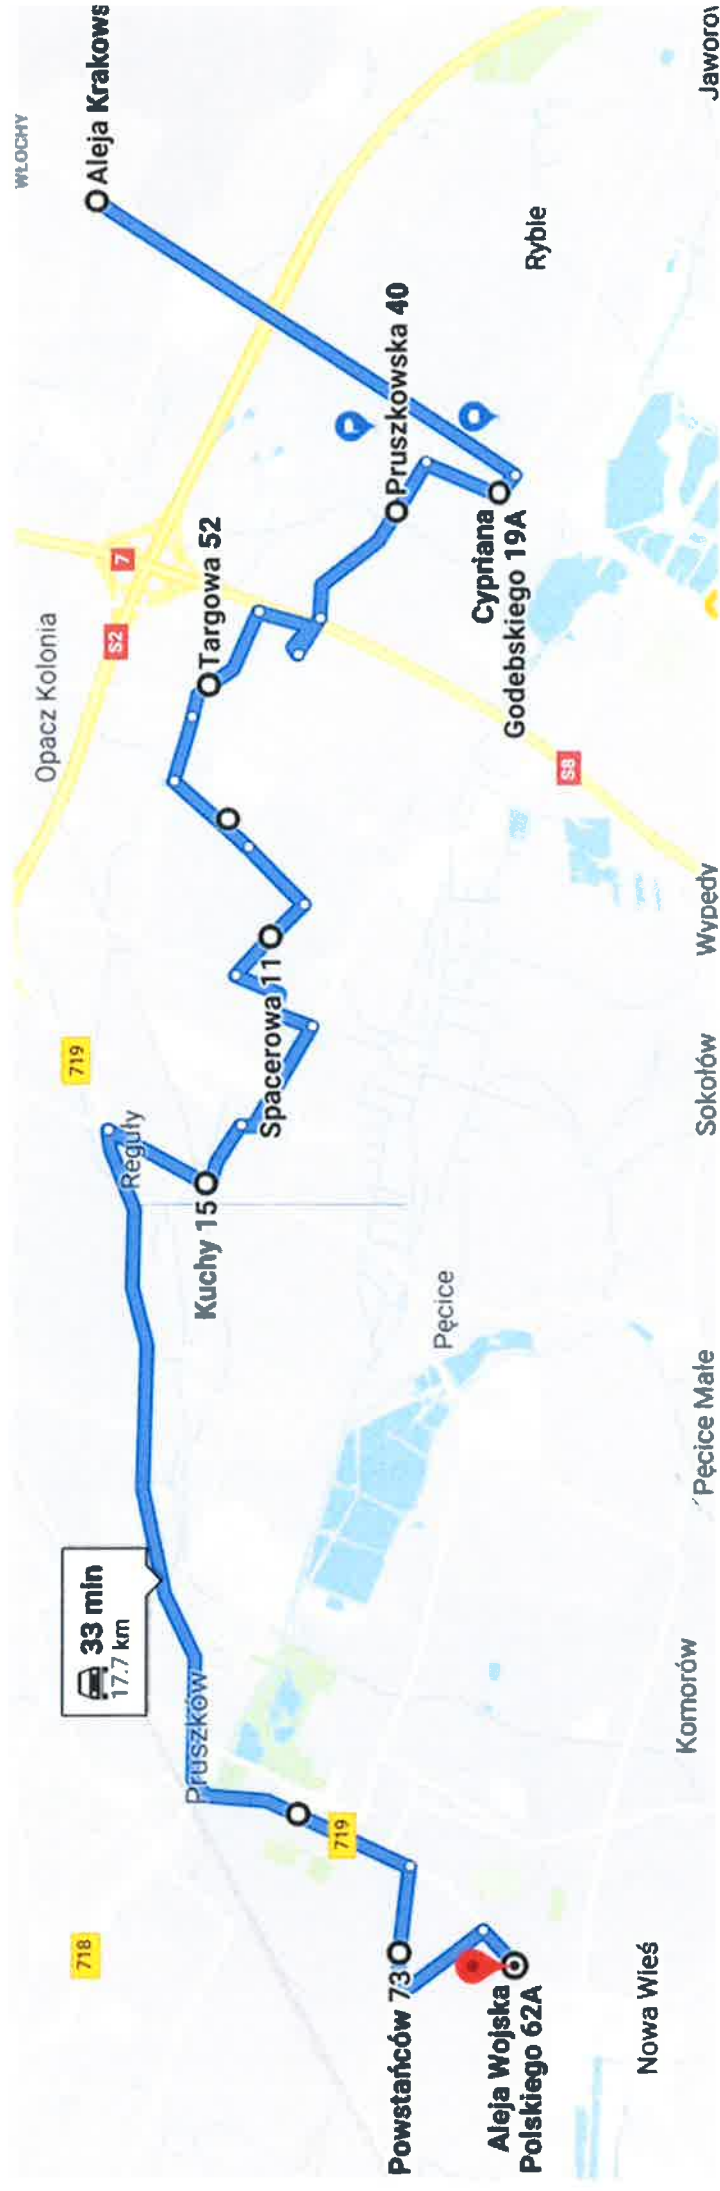 WŁOCHY
Aleja Krakows
Jaworow
Rybie
Pruszkowska 40
Cypriana
Godebskiego 19A
7
S2
Targowa 52
Opacz Kolonia
S8
Wypędy
Spacerowa 11
719
Sokołów
Reguły
Kuchy 15
Pęcice
Pęcice Małe
33 min
17.7 km
Pruszków
Komorów
719
718
Powstańców 73
Aleja Wojska
Polskiego 62A
Nowa Wieś